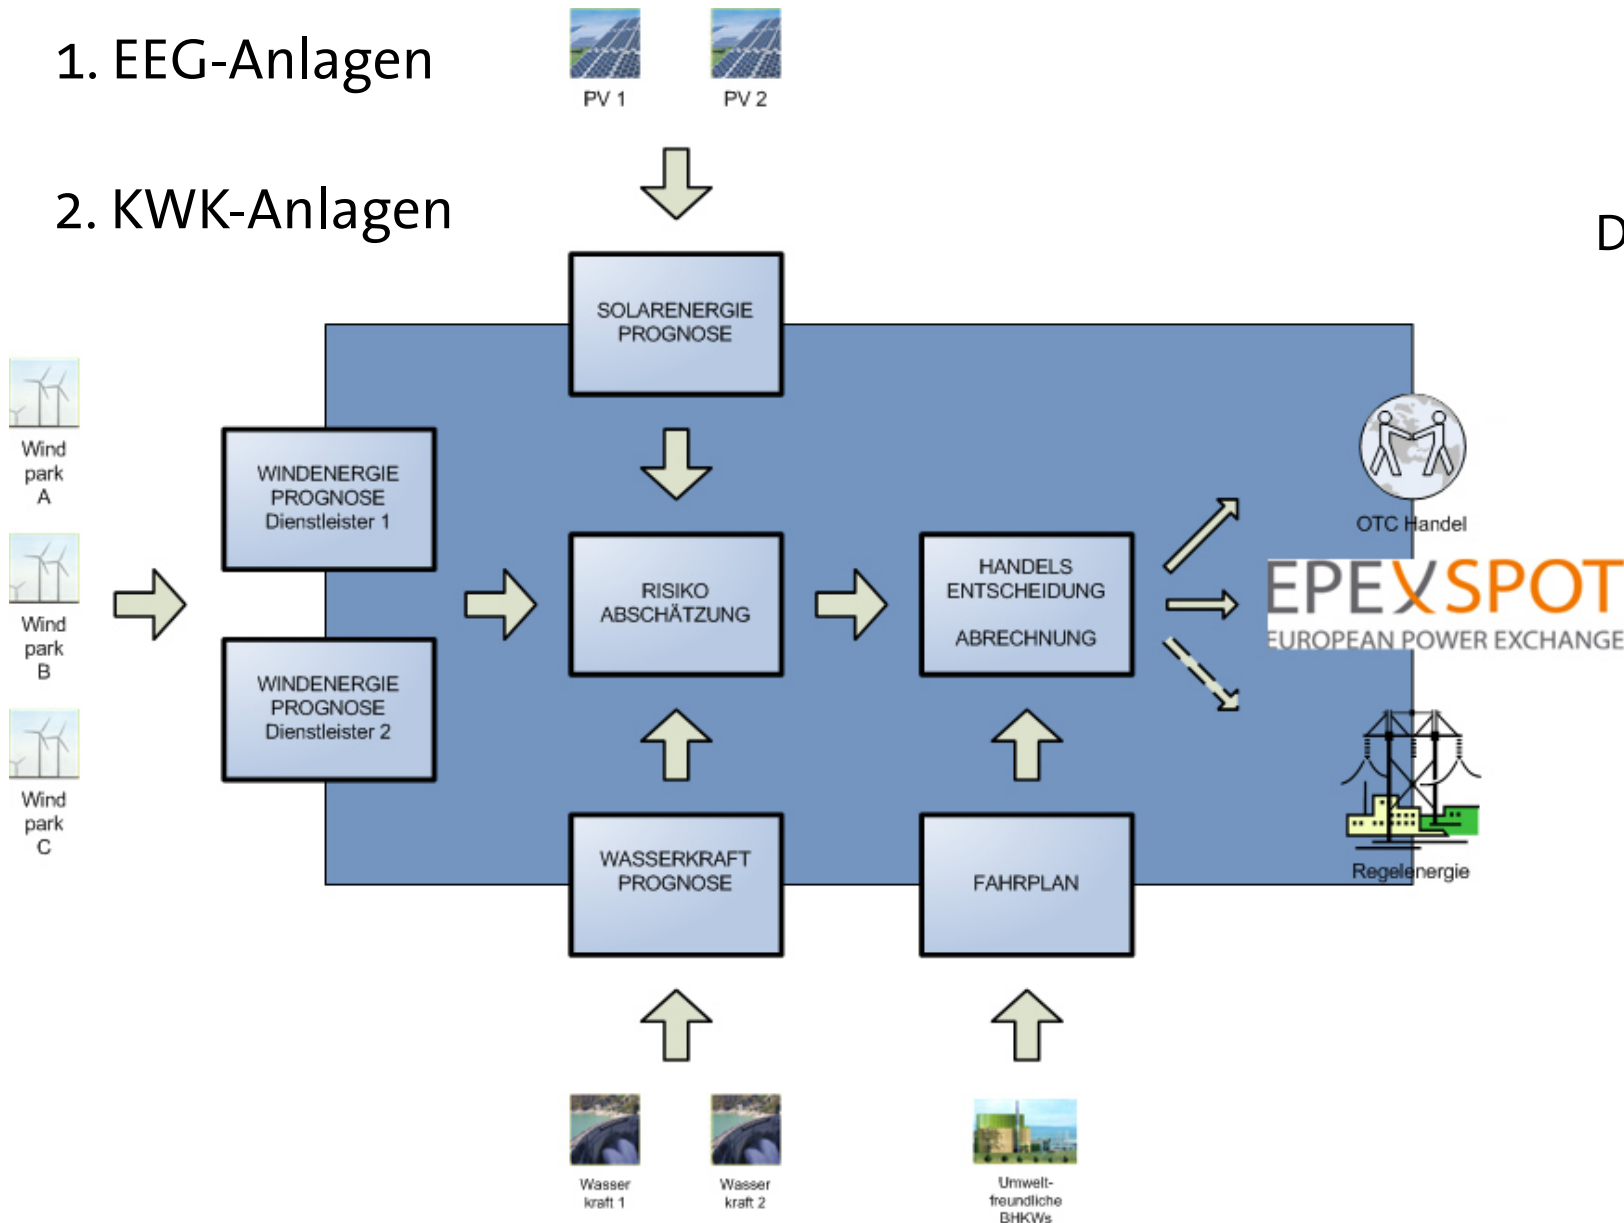 1. EEG-Anlagen
PV 1
PV 2
2. KWK-Anlagen
D
SOLARENERGIE
PROGNOSE
Wind
park
A
WINDENERGIE
PROGNOSE
Dienstleister 1
OTC Handel
Wind
park
B
RISIKO
ABSCHÄTZUNG
HANDELS
ENTSCHEIDUNG
ABRECHNUNG
EPEXSPOT
EUROPEAN POWER EXCHANGE
WINDENERGIE
PROGNOSE
Dienstleister 2
Wind
park
C
WASSERKRAFT
PROGNOSE
FAHRPLAN
Regelenergie
Wasser
kraft 1
Wasser
kraft 2
Umwelt-
freundliche
BHKWs